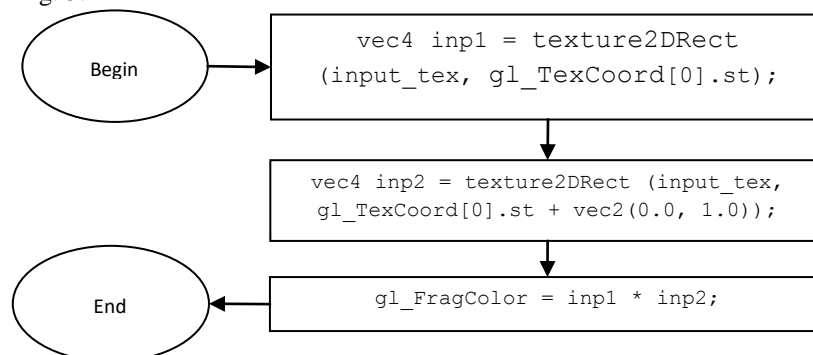 Begin
vec4 inp1 = texture2DRect
(input_tex, gl_TexCoord[0].st);
vec4 inp2 = texture2DRect (input_tex,
gl_TexCoord[0].st + vec2(0.0, 1.0));
gl_FragColor = inp1 * inp2;
End